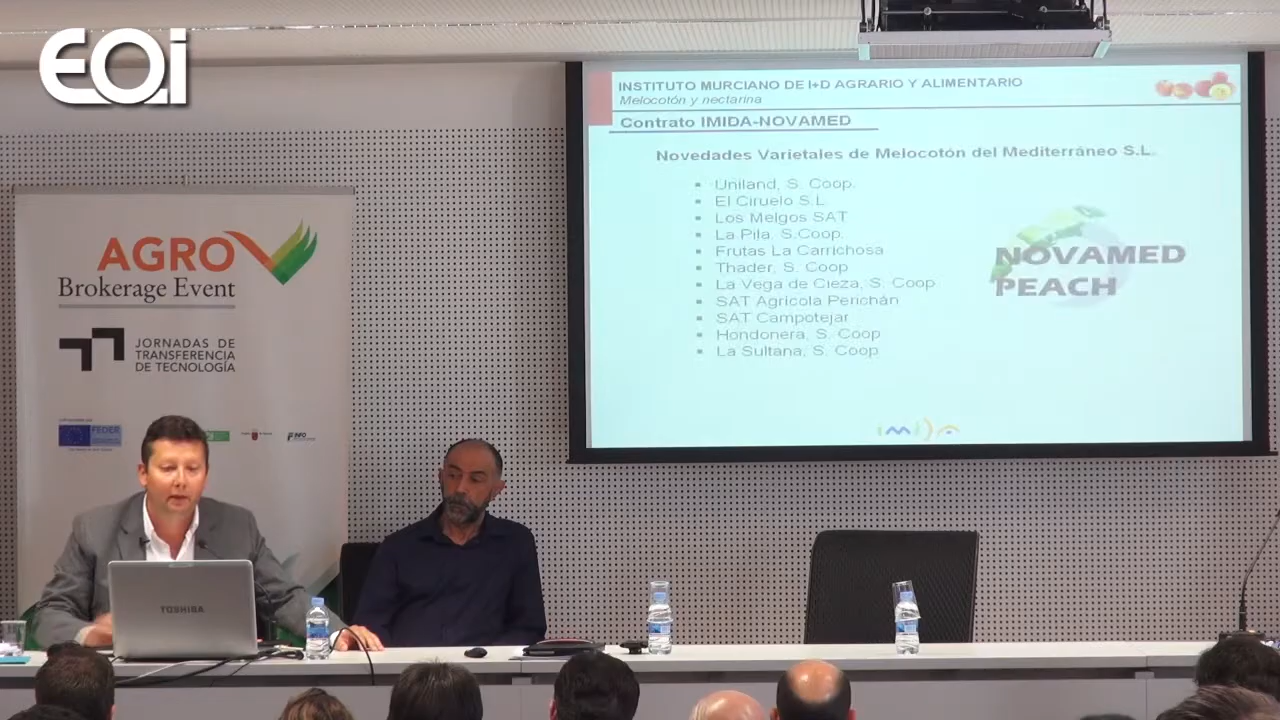 EOi
INSTITUTO MURCIANO DE I+D AGRARIO Y ALIMENTARIO
Melocotón y nectarina
Contrato IMIDA-NOVAMED
Novedades Varietales de Melocotón del Mediterráneo S.L.
Uniland, S. Coop.
El Ciruelo S.L.
Los Melgos SAT
La Pila, S.Coop.
Frutas La Carrichosa
Thader, S. Coop
La Vega de Cieza, S. Coop
SAT Agrícola Perichán
SAT Campotejar
Hondonera, S. Coop
La Sultana, S. Coop
NOVAMED
PEACH
imida
AGRO
Brokerage Event
JORNADAS DE
TRANSFERENCIA
DE TECNOLOGÍA
FEDER
INFO
TOSHIBA